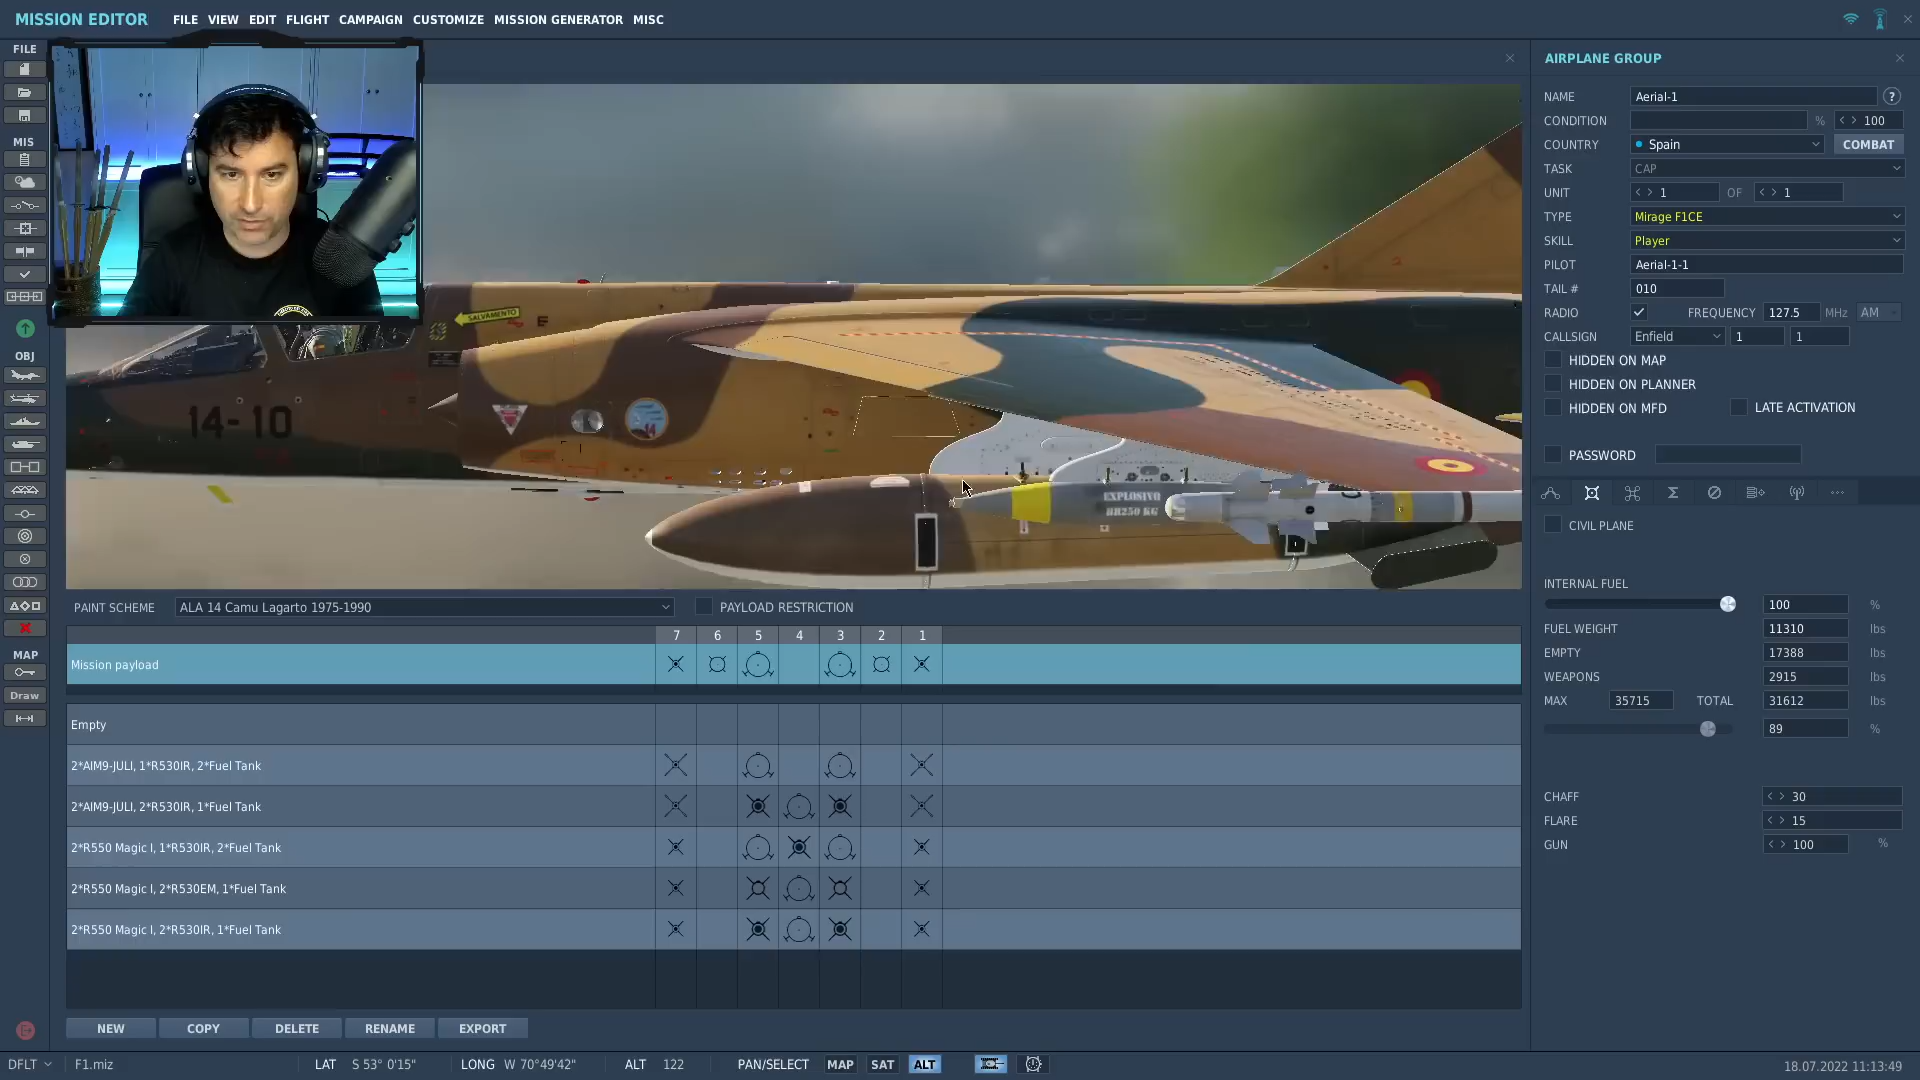 MISSION EDITOR
FILE VIEW EDIT FLIGHT CAMPAIGN CUSTOMIZE MISSION GENERATOR MISC
FILE
MIS
OBJ
MAP
Draw
SALVAMENTO
E
14-10
14
EXPLOSIVO
BR250 KG
PAINT SCHEME ALA 14 Camu Lagarto 1975-1990 PAYLOAD RESTRICTION
7 6 5 4 3 2 1
Mission payload
Empty
2*AIM9-JULI, 1*R530IR, 2*Fuel Tank
2*AIM9-JULI, 2*R530IR, 1*Fuel Tank
2*R550 Magic I, 1*R530IR, 2*Fuel Tank
2*R550 Magic I, 2*R530EM, 1*Fuel Tank
2*R550 Magic I, 2*R530IR, 1*Fuel Tank
NEW COPY DELETE RENAME EXPORT
AIRPLANE GROUP
NAME Aerial-1 ?
CONDITION % < > 100
COUNTRY Spain COMBAT
TASK CAP
UNIT < > 1 OF < > 1
TYPE Mirage F1CE
SKILL Player
PILOT Aerial-1-1
TAIL # 010
RADIO FREQUENCY 127.5 MHz AM
CALLSIGN Enfield 1 1
HIDDEN ON MAP
HIDDEN ON PLANNER
HIDDEN ON MFD LATE ACTIVATION
PASSWORD
CIVIL PLANE
INTERNAL FUEL
100 %
FUEL WEIGHT 11310 lbs
EMPTY 17388 lbs
WEAPONS 2915 lbs
MAX 35715 TOTAL 31612 lbs
89 %
CHAFF < > 30
FLARE < > 15
GUN < > 100 %
DFLT F1.miz LAT S 53° 0'15" LONG W 70°49'42" ALT 122 PAN/SELECT MAP SAT ALT 18.07.2022 11:13:49